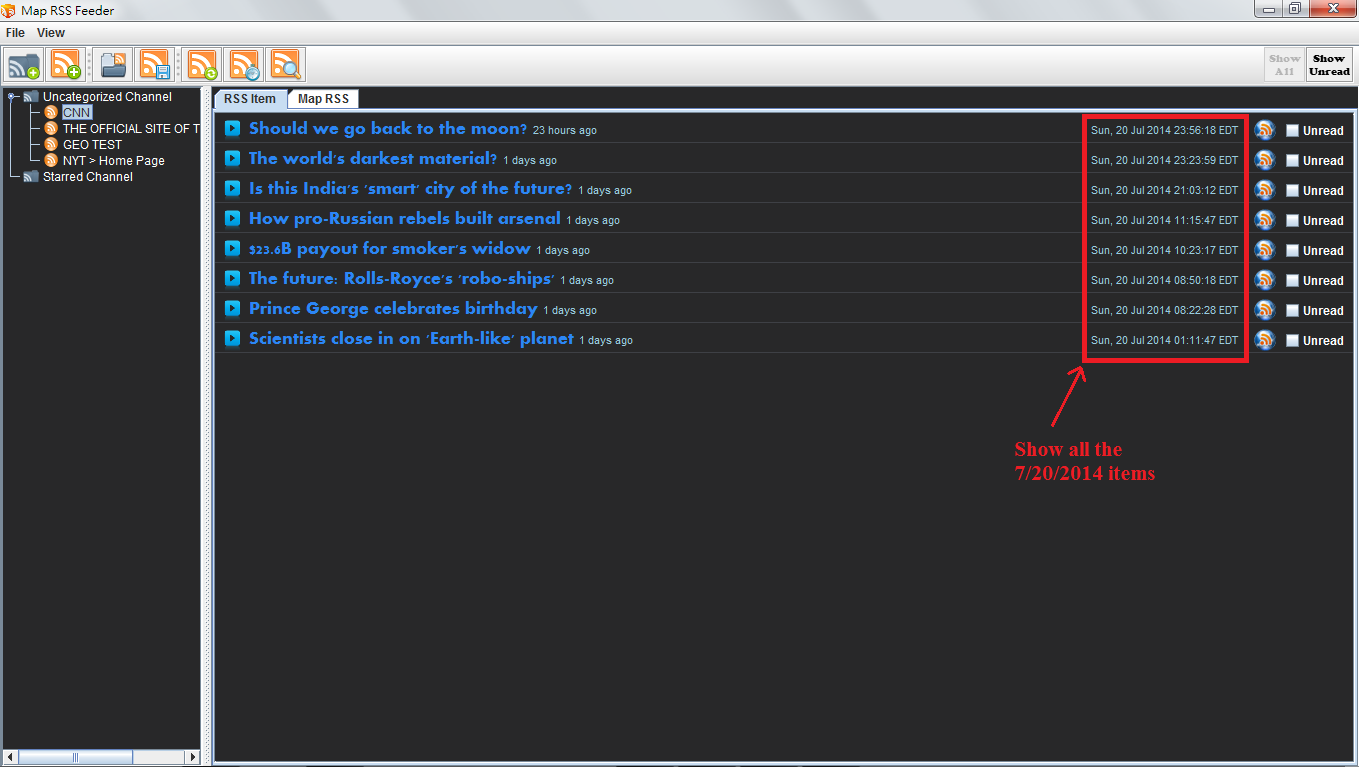 Map RSS Feeder
File View
Show All
Show Unread
Uncategorized Channel
CNN
THE OFFICIAL SITE OF T
GEO TEST
NYT > Home Page
Starred Channel
RSS Item Map RSS
Should we go back to the moon? 23 hours ago Sun, 20 Jul 2014 23:56:18 EDT Unread
The world's darkest material? 1 days ago Sun, 20 Jul 2014 23:23:59 EDT Unread
Is this India's 'smart' city of the future? 1 days ago Sun, 20 Jul 2014 21:03:12 EDT Unread
How pro-Russian rebels built arsenal 1 days ago Sun, 20 Jul 2014 11:15:47 EDT Unread
$23.6B payout for smoker's widow 1 days ago Sun, 20 Jul 2014 10:23:17 EDT Unread
The future: Rolls-Royce's 'robo-ships' 1 days ago Sun, 20 Jul 2014 08:50:18 EDT Unread
Prince George celebrates birthday 1 days ago Sun, 20 Jul 2014 08:22:28 EDT Unread
Scientists close in on 'Earth-like' planet 1 days ago Sun, 20 Jul 2014 01:11:47 EDT Unread
Show all the
7/20/2014 items